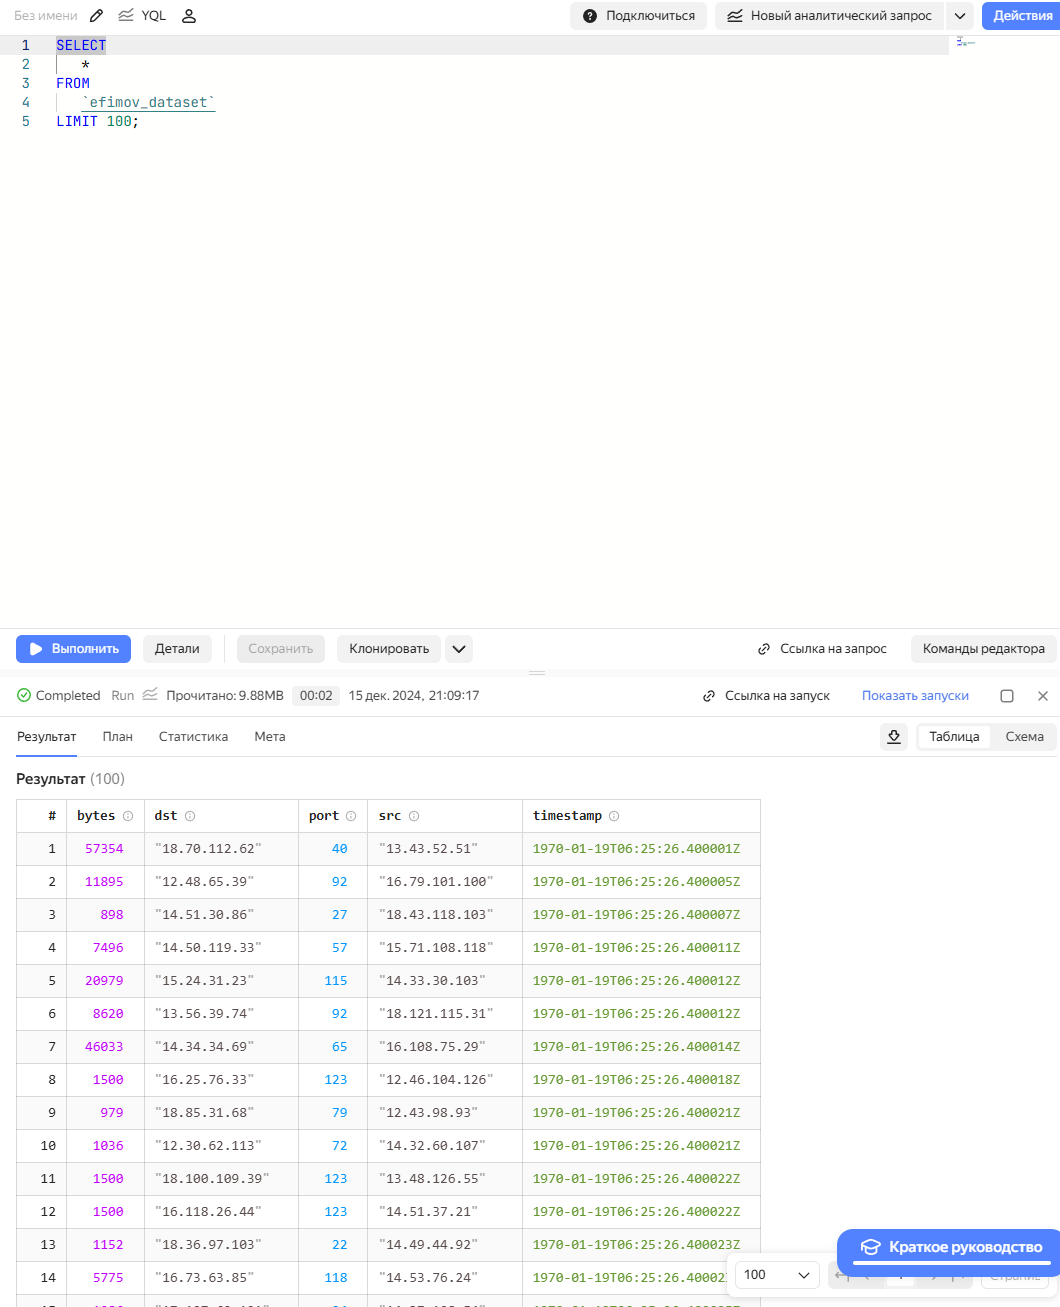 Без имени YQL Подключиться Новый аналитический запрос Действия
1 SELECT
2 *
3 FROM
4 `efimov_dataset`
5 LIMIT 100;
Выполнить Детали Сохранить Клонировать Ссылка на запрос Команды редактора
Completed Run Прочитано: 9.88MB 00:02 15 дек. 2024, 21:09:17 Ссылка на запуск Показать запуски
Результат План Статистика Мета Таблица Схема
Результат (100)
# bytes dst port src timestamp
1 57354 "18.70.112.62" 40 "13.43.52.51" 1970-01-19T06:25:26.400001Z
2 11895 "12.48.65.39" 92 "16.79.101.100" 1970-01-19T06:25:26.400005Z
3 898 "14.51.30.86" 27 "18.43.118.103" 1970-01-19T06:25:26.400007Z
4 7496 "14.50.119.33" 57 "15.71.108.118" 1970-01-19T06:25:26.400011Z
5 20979 "15.24.31.23" 115 "14.33.30.103" 1970-01-19T06:25:26.400012Z
6 8620 "13.56.39.74" 92 "18.121.115.31" 1970-01-19T06:25:26.400012Z
7 46033 "14.34.34.69" 65 "16.108.75.29" 1970-01-19T06:25:26.400014Z
8 1500 "16.25.76.33" 123 "12.46.104.126" 1970-01-19T06:25:26.400018Z
9 979 "18.85.31.68" 79 "12.43.98.93" 1970-01-19T06:25:26.400021Z
10 1036 "12.30.62.113" 72 "14.32.60.107" 1970-01-19T06:25:26.400021Z
11 1500 "18.100.109.39" 123 "13.48.126.55" 1970-01-19T06:25:26.400022Z
12 1500 "16.118.26.44" 123 "14.51.37.21" 1970-01-19T06:25:26.400022Z
13 1152 "18.36.97.103" 22 "14.49.44.92" 1970-01-19T06:25:26.400023Z
Краткое руководство
14 5775 "16.73.63.85" 118 "14.53.76.24" 1970-01-19T06:25:26.40002
100